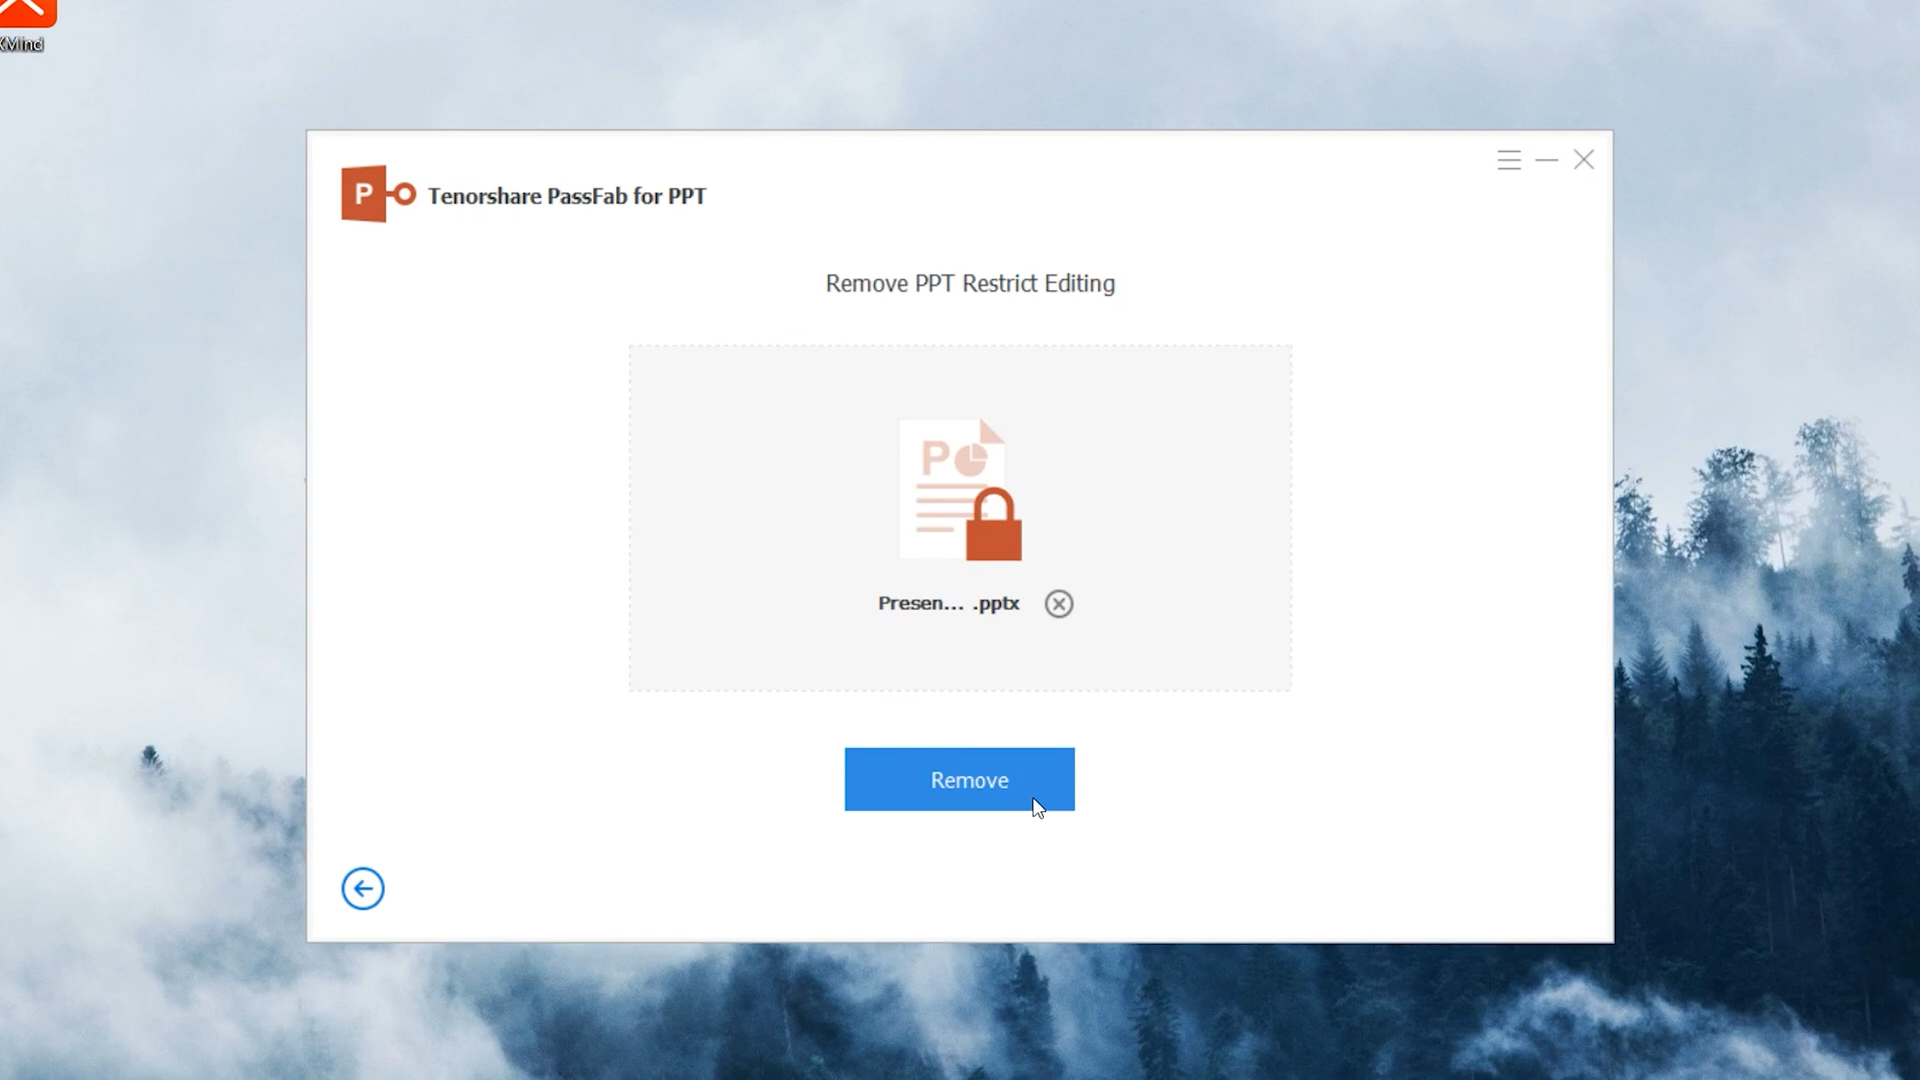 XMind
Tenorshare PassFab for PPT
Remove PPT Restrict Editing
P
P
Presen... .pptx
Remove